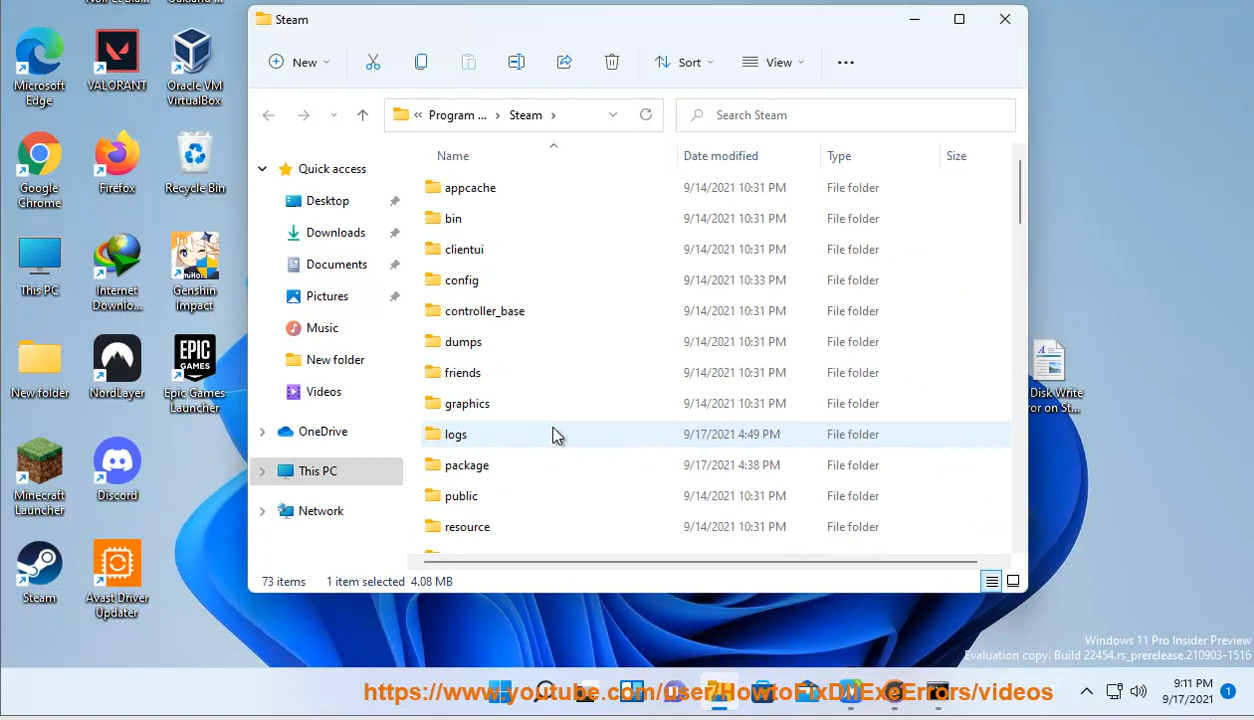 Steam
New
Sort
View
« Program ... › Steam ›
Search Steam
Name
Date modified
Type
Size
Quick access
Desktop
Downloads
Documents
Pictures
Music
New folder
Videos
OneDrive
This PC
Network
appcache 9/14/2021 10:31 PM File folder
bin 9/14/2021 10:31 PM File folder
clientui 9/14/2021 10:31 PM File folder
config 9/14/2021 10:33 PM File folder
controller_base 9/14/2021 10:31 PM File folder
dumps 9/14/2021 10:31 PM File folder
friends 9/14/2021 10:31 PM File folder
graphics 9/14/2021 10:31 PM File folder
logs 9/17/2021 4:49 PM File folder
package 9/17/2021 4:38 PM File folder
public 9/14/2021 10:31 PM File folder
resource 9/14/2021 10:31 PM File folder
73 items 1 item selected 4.08 MB
Microsoft
Edge
VALORANT
Oracle VM
VirtualBox
Google
Chrome
Firefox
Recycle Bin
This PC
Internet
Downlo...
Genshin
Impact
New folder
NordLayer
EPIC
GAMES
Epic Games
Launcher
Minecraft
Launcher
Discord
Steam
Avast Driver
Updater
Disk Write
ror on St...
Windows 11 Pro Insider Preview
Evaluation copy. Build 22454.rs_prerelease.210903-1516
https://www.youtube.com/user/HowtoFixDllExeErrors/videos
9:11 PM
9/17/2021
1